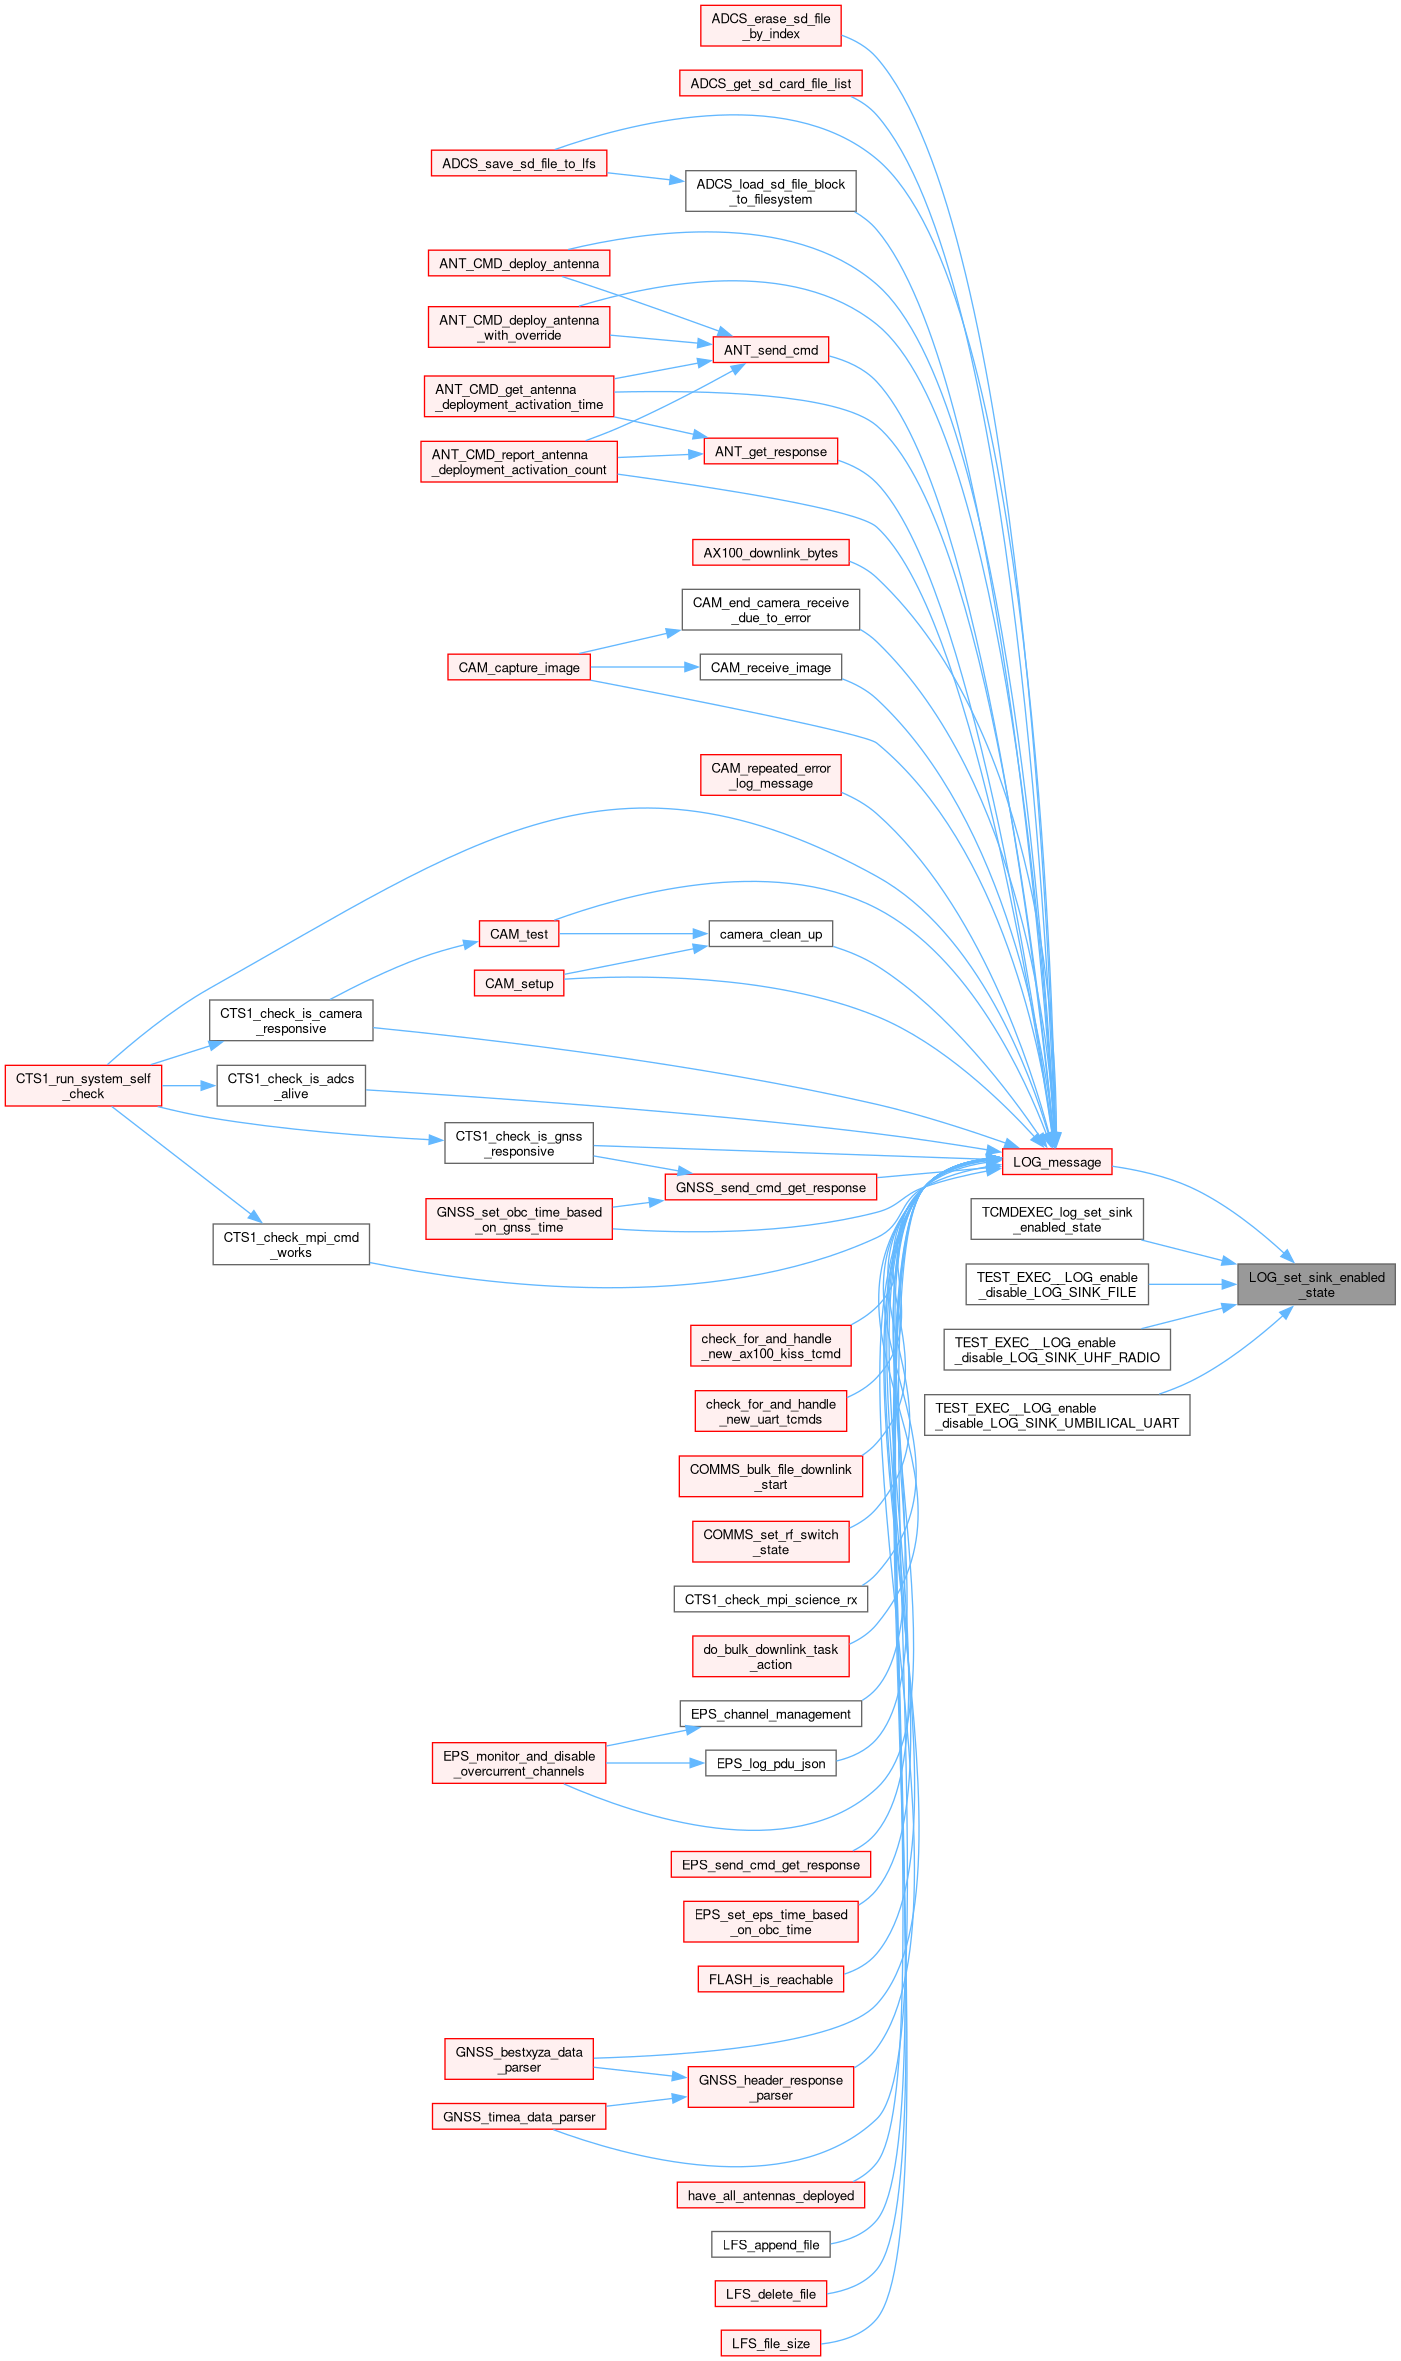 ADCS_erase_sd_file
_by_index
ADCS_get_sd_card_file_list
ADCS_save_sd_file_to_lfs
ADCS_load_sd_file_block
_to_filesystem
ANT_CMD_deploy_antenna
ANT_CMD_deploy_antenna
_with_override
ANT_send_cmd
ANT_CMD_get_antenna
_deployment_activation_time
ANT_CMD_report_antenna
_deployment_activation_count
ANT_get_response
AX100_downlink_bytes
CAM_end_camera_receive
_due_to_error
CAM_capture_image
CAM_receive_image
CAM_repeated_error
_log_message
CAM_test
camera_clean_up
CAM_setup
CTS1_check_is_camera
_responsive
CTS1_run_system_self
_check
CTS1_check_is_adcs
_alive
CTS1_check_is_gnss
_responsive
LOG_message
GNSS_send_cmd_get_response
GNSS_set_obc_time_based
_on_gnss_time
TCMDEXEC_log_set_sink
_enabled_state
CTS1_check_mpi_cmd
_works
TEST_EXEC__LOG_enable
_disable_LOG_SINK_FILE
LOG_set_sink_enabled
_state
check_for_and_handle
_new_ax100_kiss_tcmd
TEST_EXEC__LOG_enable
_disable_LOG_SINK_UHF_RADIO
check_for_and_handle
_new_uart_tcmds
TEST_EXEC__LOG_enable
_disable_LOG_SINK_UMBILICAL_UART
COMMS_bulk_file_downlink
_start
COMMS_set_rf_switch
_state
CTS1_check_mpi_science_rx
do_bulk_downlink_task
_action
EPS_channel_management
EPS_monitor_and_disable
_overcurrent_channels
EPS_log_pdu_json
EPS_send_cmd_get_response
EPS_set_eps_time_based
_on_obc_time
FLASH_is_reachable
GNSS_bestxyza_data
_parser
GNSS_header_response
_parser
GNSS_timea_data_parser
have_all_antennas_deployed
LFS_append_file
LFS_delete_file
LFS_file_size